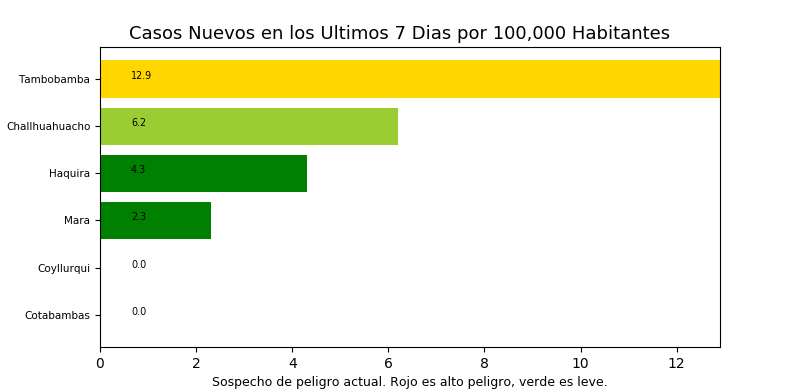 Casos Nuevos en los Ultimos 7 Dias por 100,000 Habitantes
Tambobamba 12.9
Challhuahuacho 6.2
Haquira 4.3
Mara 2.3
Coyllurqui 0.0
Cotabambas 0.0
0 2 4 6 8 10 12
Sospecho de peligro actual. Rojo es alto peligro, verde es leve.